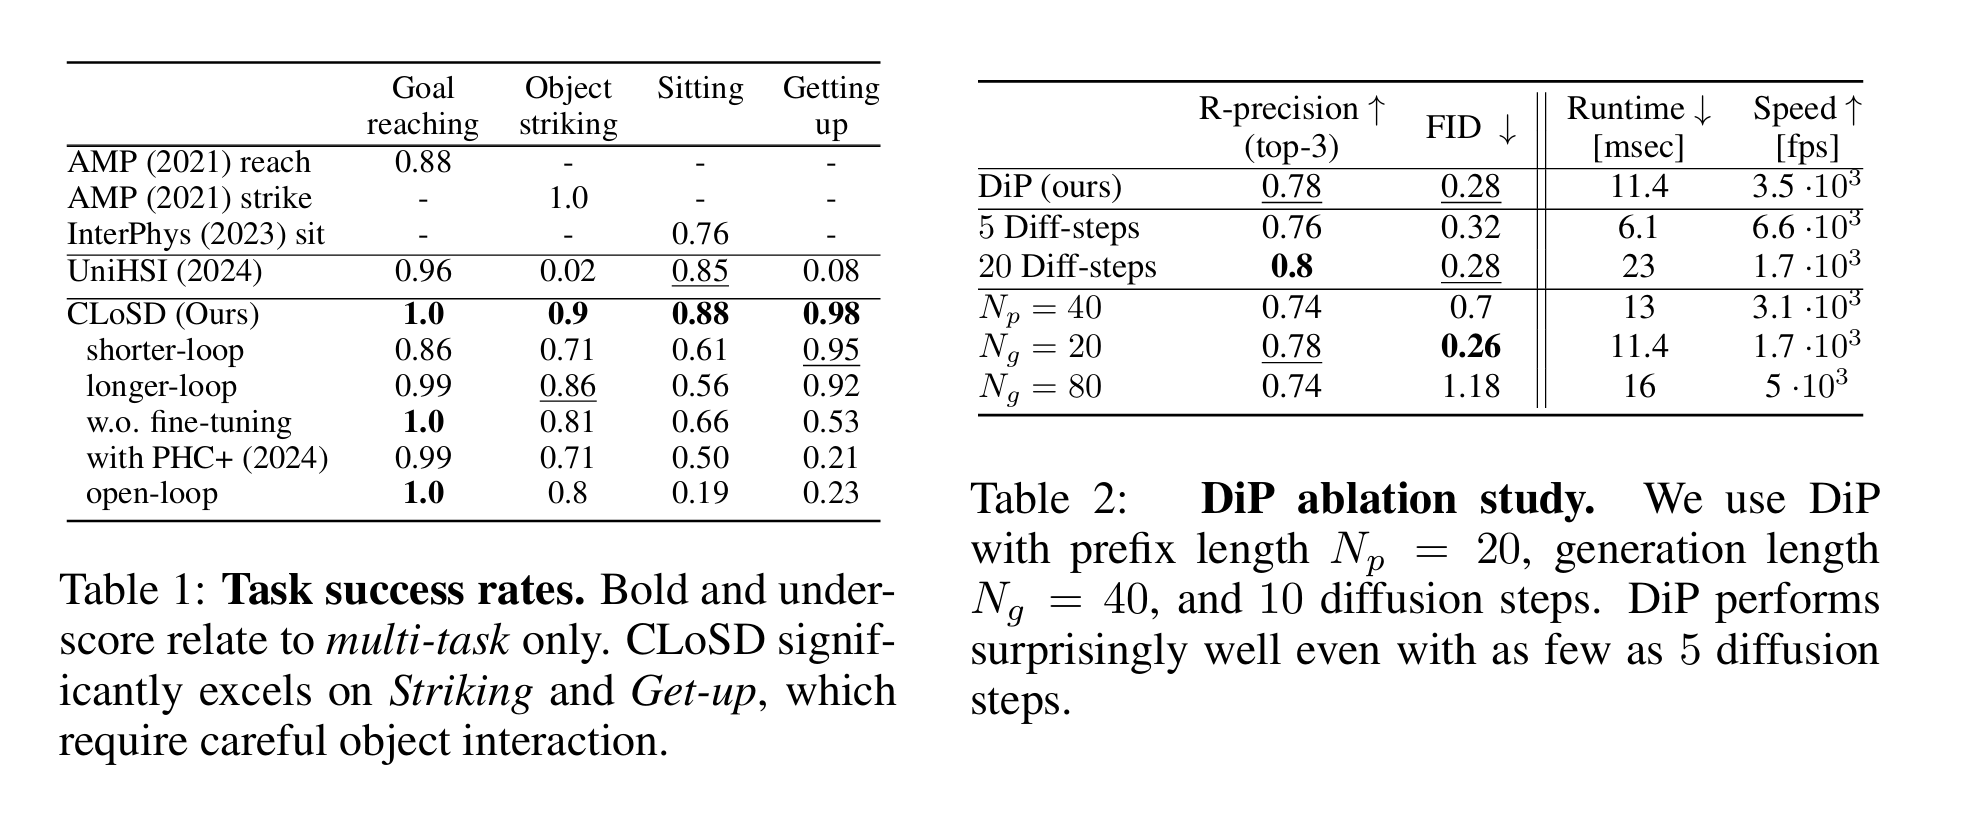 Goal reaching Object striking Sitting Getting up
AMP (2021) reach 0.88 - - -
AMP (2021) strike - 1.0 - -
InterPhys (2023) sit - - 0.76 -
UniHSI (2024) 0.96 0.02 0.85 0.08
CLoSD (Ours) 1.0 0.9 0.88 0.98
shorter-loop 0.86 0.71 0.61 0.95
longer-loop 0.99 0.86 0.56 0.92
w.o. fine-tuning 1.0 0.81 0.66 0.53
with PHC+ (2024) 0.99 0.71 0.50 0.21
open-loop 1.0 0.8 0.19 0.23
Table 1: Task success rates. Bold and under-
score relate to multi-task only. CLoSD signif-
icantly excels on Striking and Get-up, which
require careful object interaction.
R-precision ↑ (top-3) FID ↓ Runtime ↓ [msec] Speed ↑ [fps]
DiP (ours) 0.78 0.28 11.4 3.5 ·10³
5 Diff-steps 0.76 0.32 6.1 6.6 ·10³
20 Diff-steps 0.8 0.28 23 1.7 ·10³
Nₚ = 40 0.74 0.7 13 3.1 ·10³
N_g = 20 0.78 0.26 11.4 1.7 ·10³
N_g = 80 0.74 1.18 16 5 ·10³
Table 2: DiP ablation study. We use DiP
with prefix length Nₚ = 20, generation length
N_g = 40, and 10 diffusion steps. DiP performs
surprisingly well even with as few as 5 diffusion
steps.